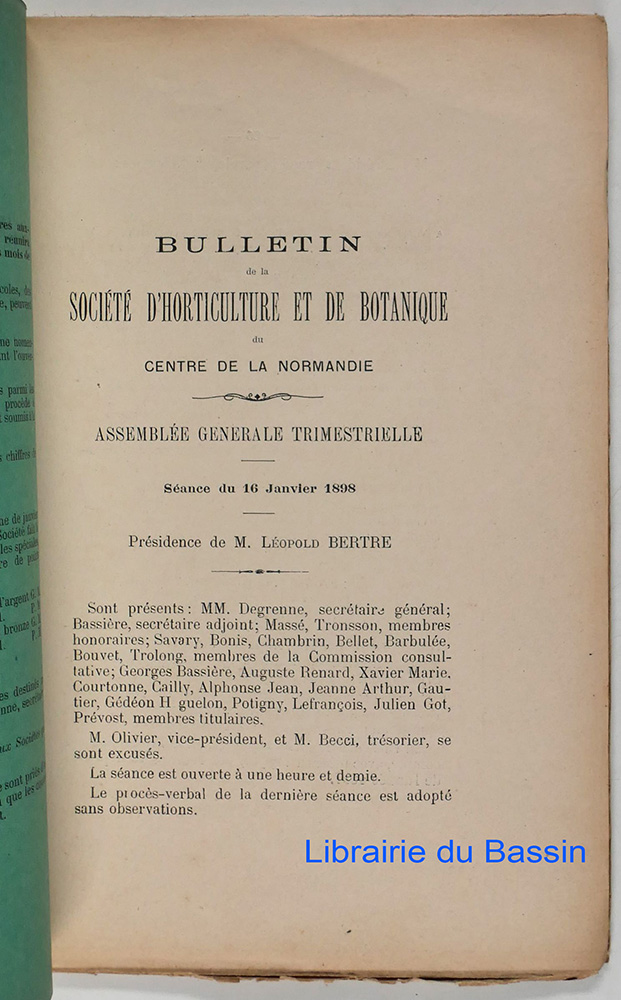 BULLETIN
de la
SOCIÉTÉ D'HORTICULTURE ET DE BOTANIQUE
du
CENTRE DE LA NORMANDIE
ASSEMBLÉE GENERALE TRIMESTRIELLE
Séance du 16 Janvier 1898
Présidence de M. LÉOPOLD BERTRE
Sont présents : MM. Degrenne, secrétaire général;
Bassière, secrétaire adjoint; Massé, Tronsson, membres
honoraires; Savary, Bonis, Chambrin, Bellet, Barbulée,
Bouvet, Trolong, membres de la Commission consul-
tative; Georges Bassière, Auguste Renard, Xavier Marie,
Courtonne, Cailly, Alphonse Jean, Jeanne Arthur, Gau-
tier, Gédéon H guelon, Potigny, Lefrançois, Julien Got,
Prévost, membres titulaires.
M. Olivier, vice-président, et M. Becci, trésorier, se
sont excusés.
La séance est ouverte à une heure et demie.
Le procès-verbal de la dernière séance est adopté
sans observations.
Librairie du Bassin